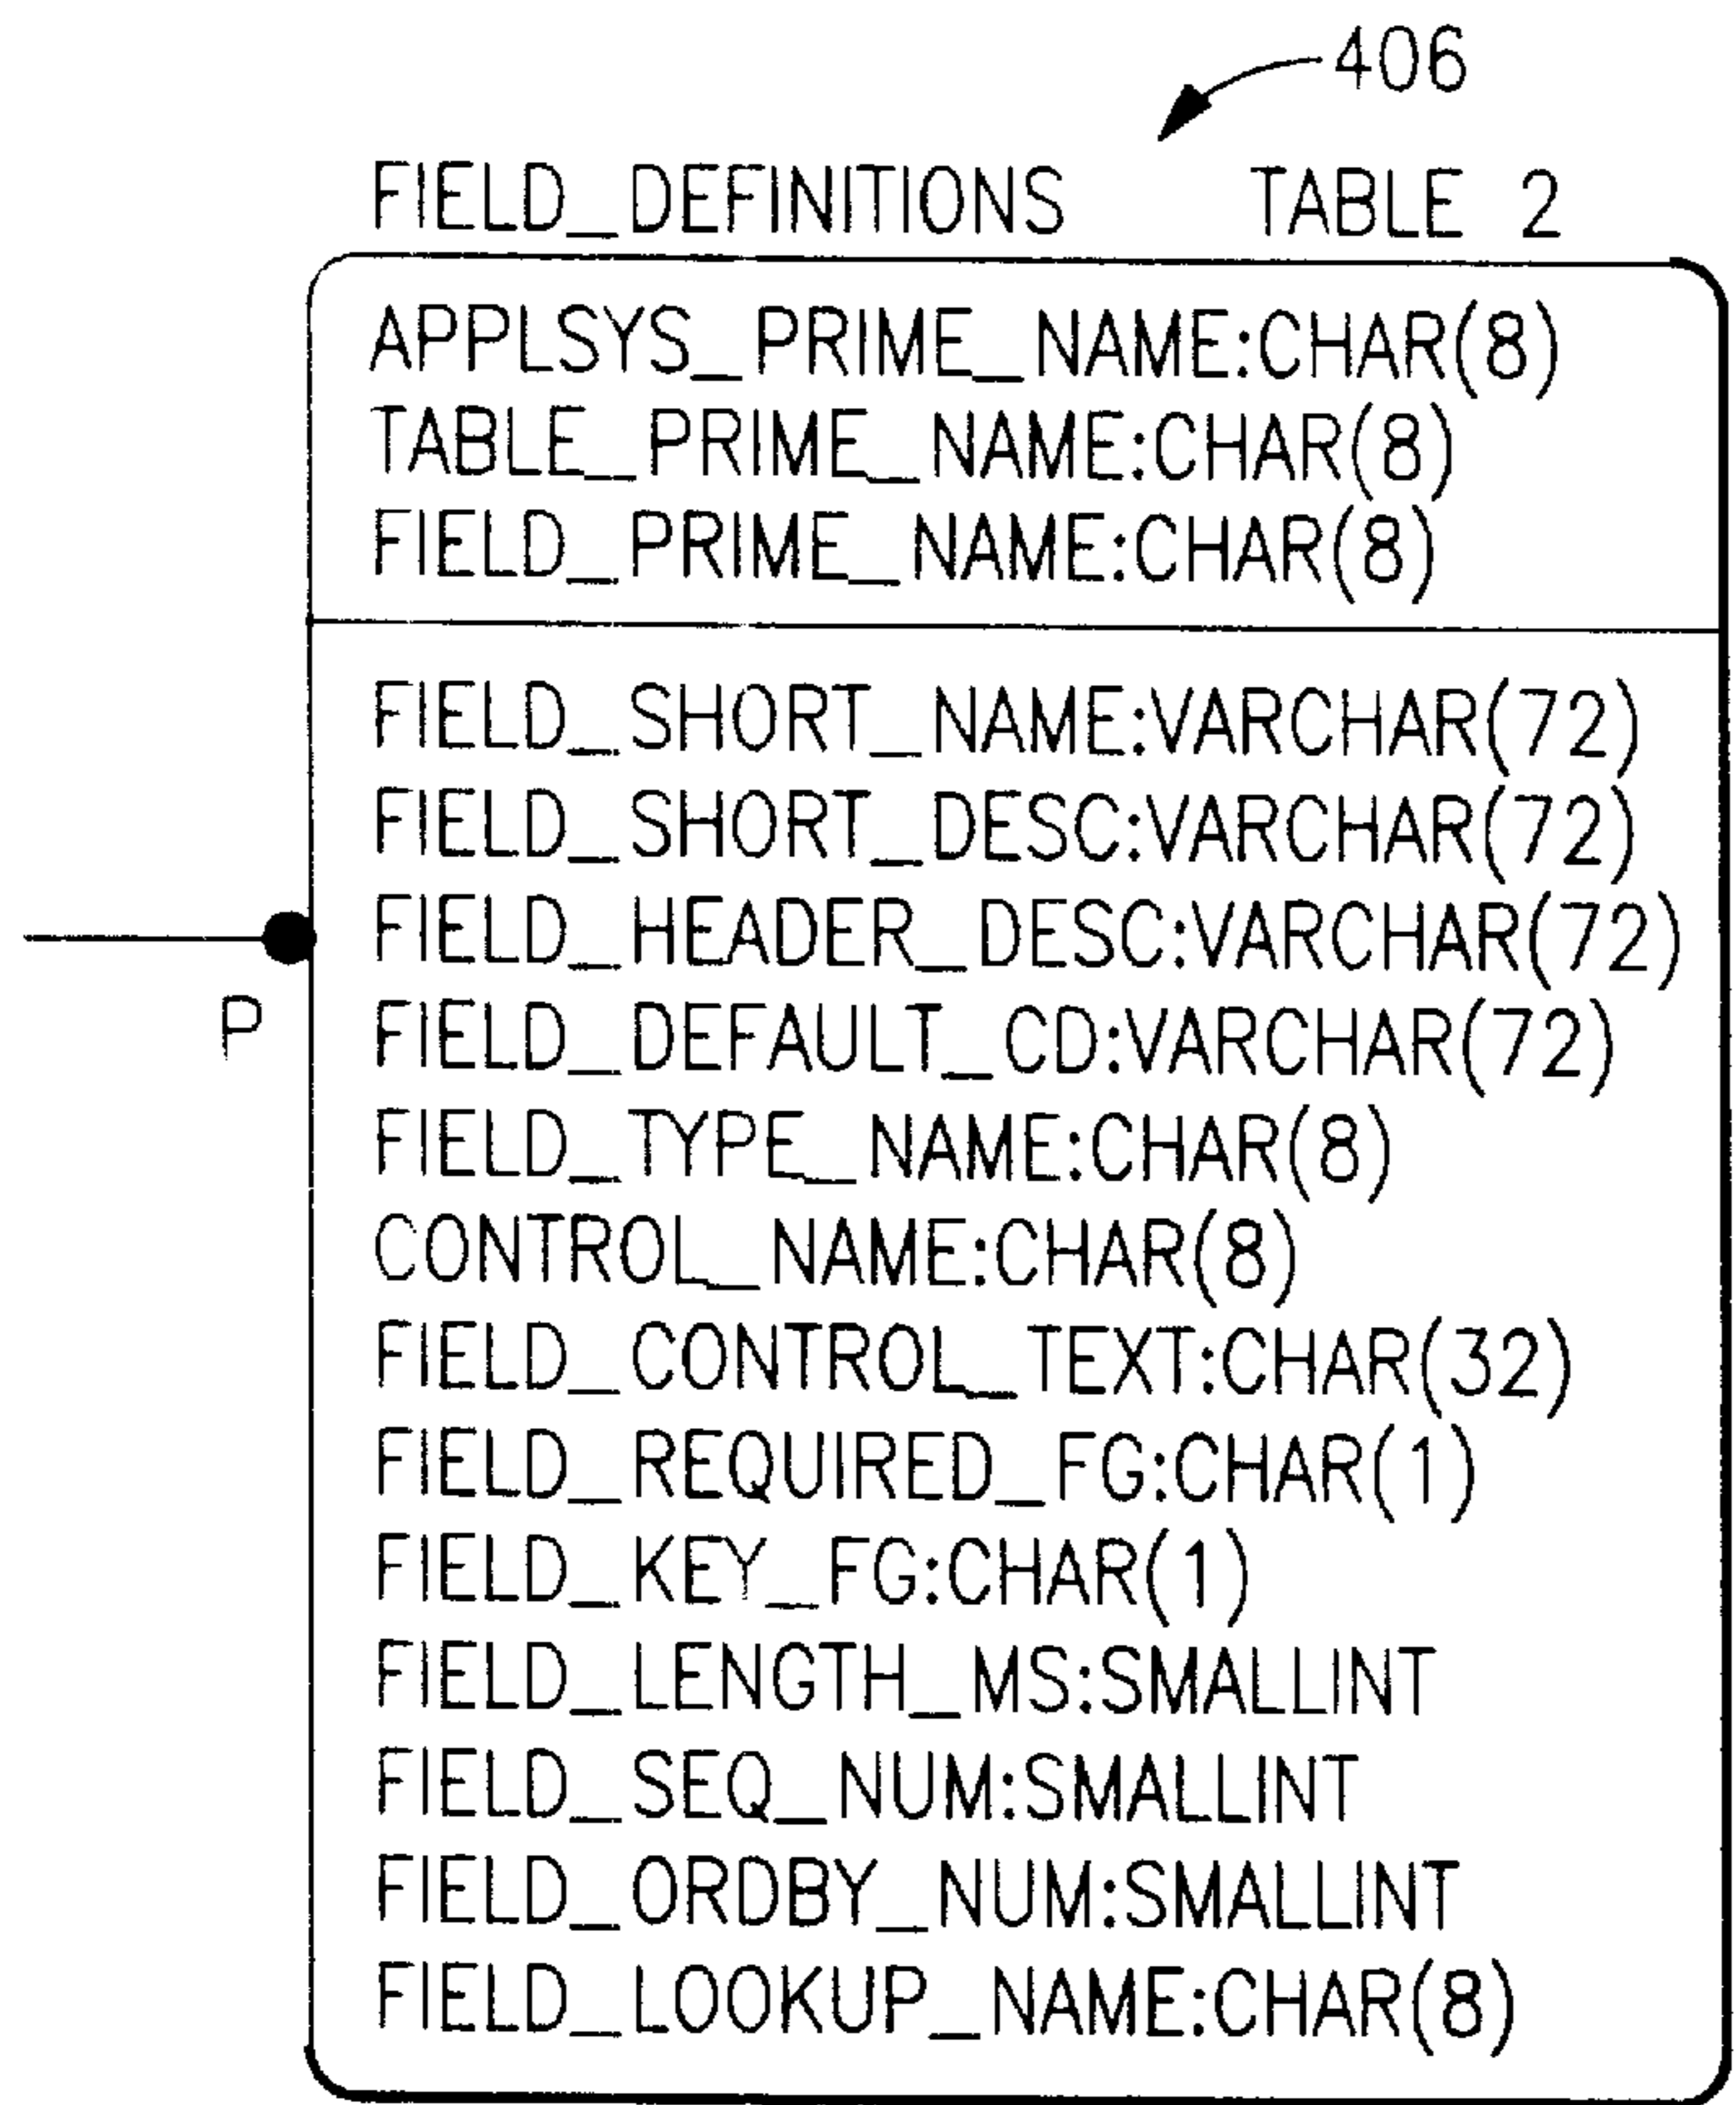 406
FIELD_DEFINITIONS TABLE 2
APPLSYS_PRIME_NAME:CHAR(8)
TABLE_PRIME_NAME:CHAR(8)
FIELD_PRIME_NAME:CHAR(8)
FIELD_SHORT_NAME:VARCHAR(72)
FIELD_SHORT_DESC:VARCHAR(72)
FIELD_HEADER_DESC:VARCHAR(72)
P
FIELD_DEFAULT_CD:VARCHAR(72)
FIELD_TYPE_NAME:CHAR(8)
CONTROL_NAME:CHAR(8)
FIELD_CONTROL_TEXT:CHAR(32)
FIELD_REQUIRED_FG:CHAR(1)
FIELD_KEY_FG:CHAR(1)
FIELD_LENGTH_MS:SMALLINT
FIELD_SEQ_NUM:SMALLINT
FIELD_ORDBY_NUM:SMALLINT
FIELD_LOOKUP_NAME:CHAR(8)